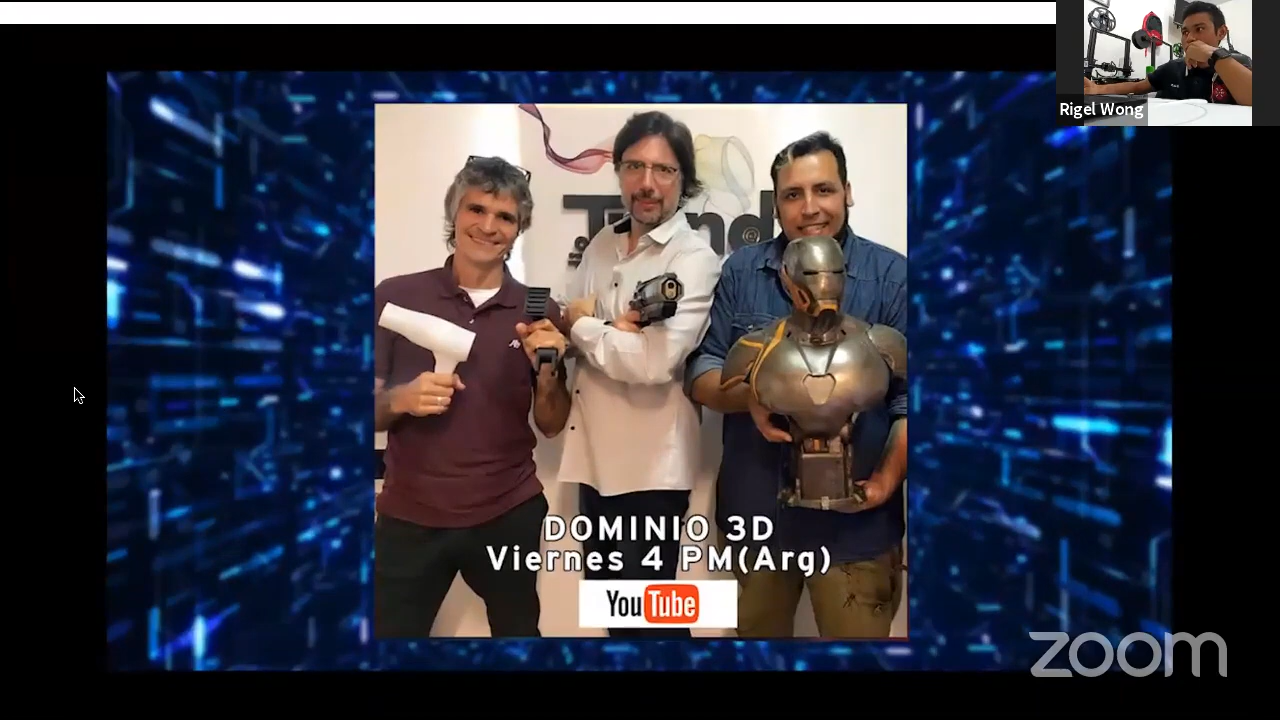 Rigel Wong
DOMINIO 3D
Viernes 4 PM(Arg)
YouTube
zoom